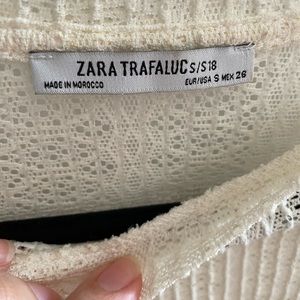 ZARA TRAFALUC S/S18
MADE IN MOROCCO EUR/USA S MEX 26